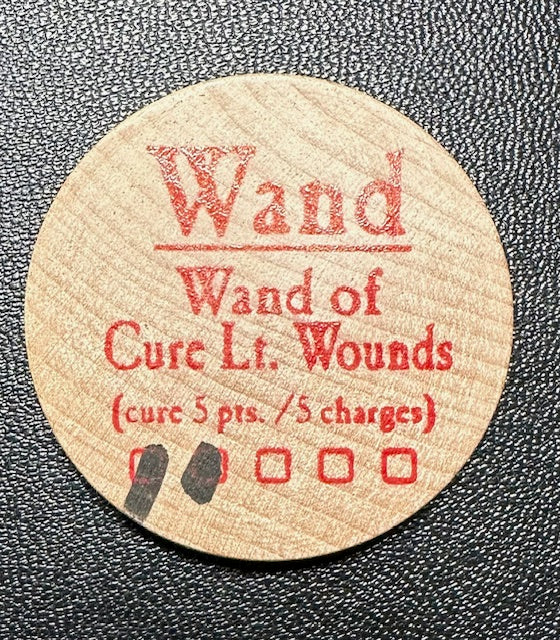 Wand
Wand of
Cure Lt. Wounds
(cure 5 pts. /5 charges)